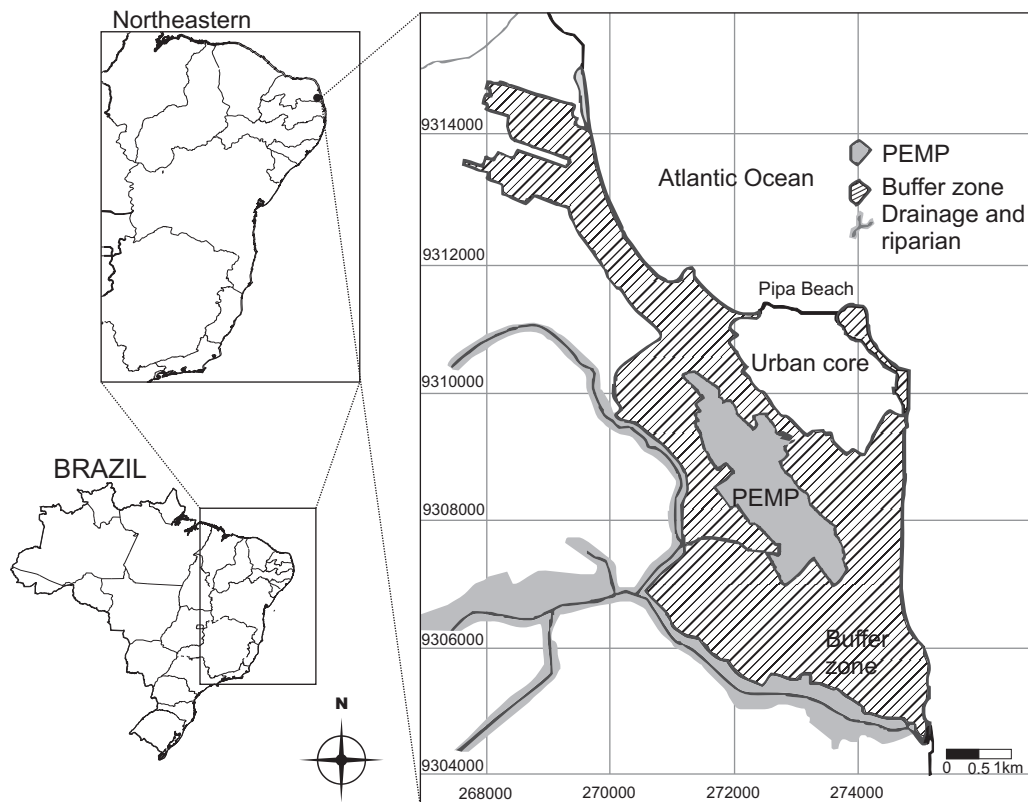 Northeastern
BRAZIL
N
9314000
9312000
9310000
9308000
9306000
9304000
268000
270000
272000
274000
Atlantic Ocean
PEMP
Buffer zone
Drainage and
riparian
Pipa Beach
Urban core
PEMP
Buffer
zone
0 0.5 1km